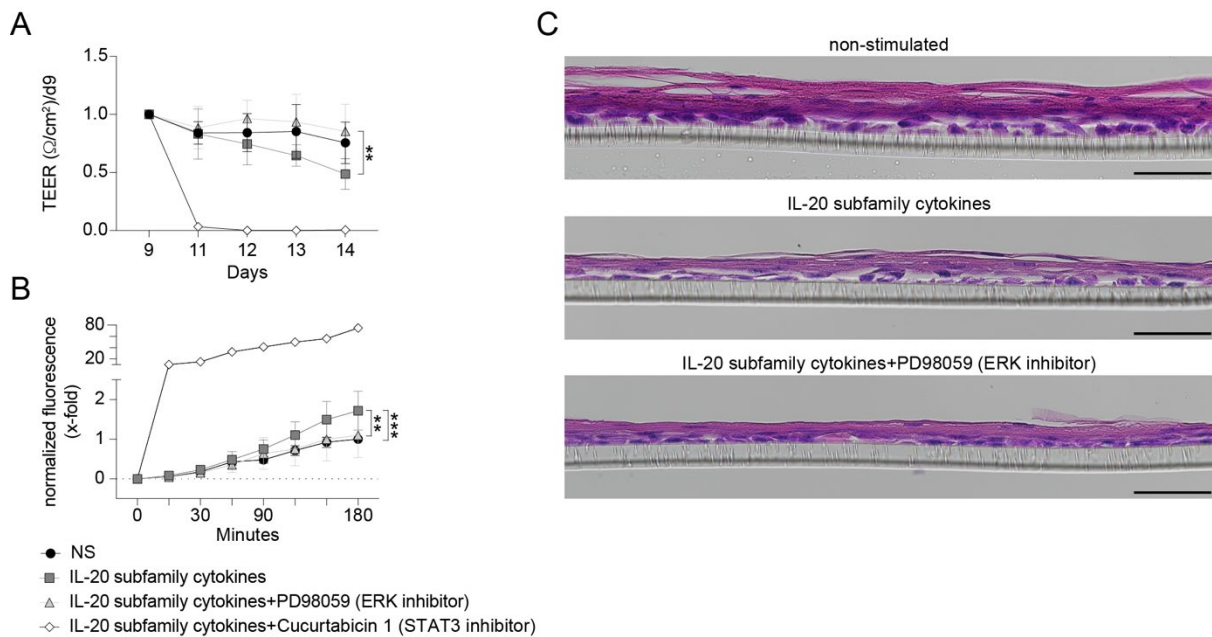 A
TEER (Ω/cm²)/d9
1.5
1.0
0.5
0.0
**
9 11 12 13 14
Days
B
normalized fluorescence
(x-fold)
80
20
2
1
0
**
***
0 30 90 180
Minutes
NS
IL-20 subfamily cytokines
IL-20 subfamily cytokines+PD98059 (ERK inhibitor)
IL-20 subfamily cytokines+Cucurtabicin 1 (STAT3 inhibitor)
C
non-stimulated
IL-20 subfamily cytokines
IL-20 subfamily cytokines+PD98059 (ERK inhibitor)